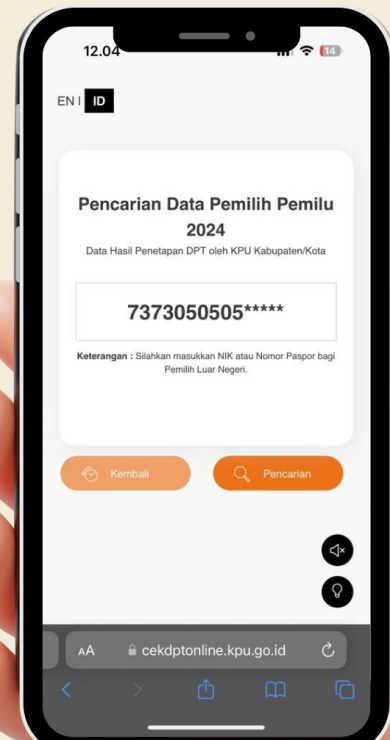 12.04
14
EN | ID
Pencarian Data Pemilih Pemilu
2024
Data Hasil Penetapan DPT oleh KPU Kabupaten/Kota
7373050505*****
Keterangan : Silahkan masukkan NIK atau Nomor Paspor bagi
Pemilih Luar Negeri.
Kembali
Pencarian
AA
cekdptonline.kpu.go.id